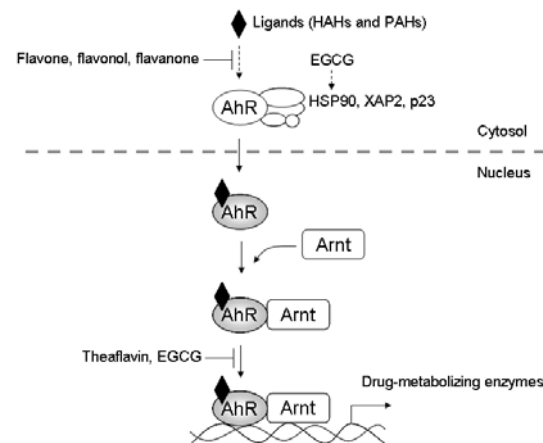 Ligands (HAHs and PAHs)
Flavone, flavonol, flavanone
EGCG
AhR
HSP90, XAP2, p23
Cytosol
Nucleus
AhR
Arnt
AhR
Arnt
Theaflavin, EGCG
Drug-metabolizing enzymes
AhR
Arnt